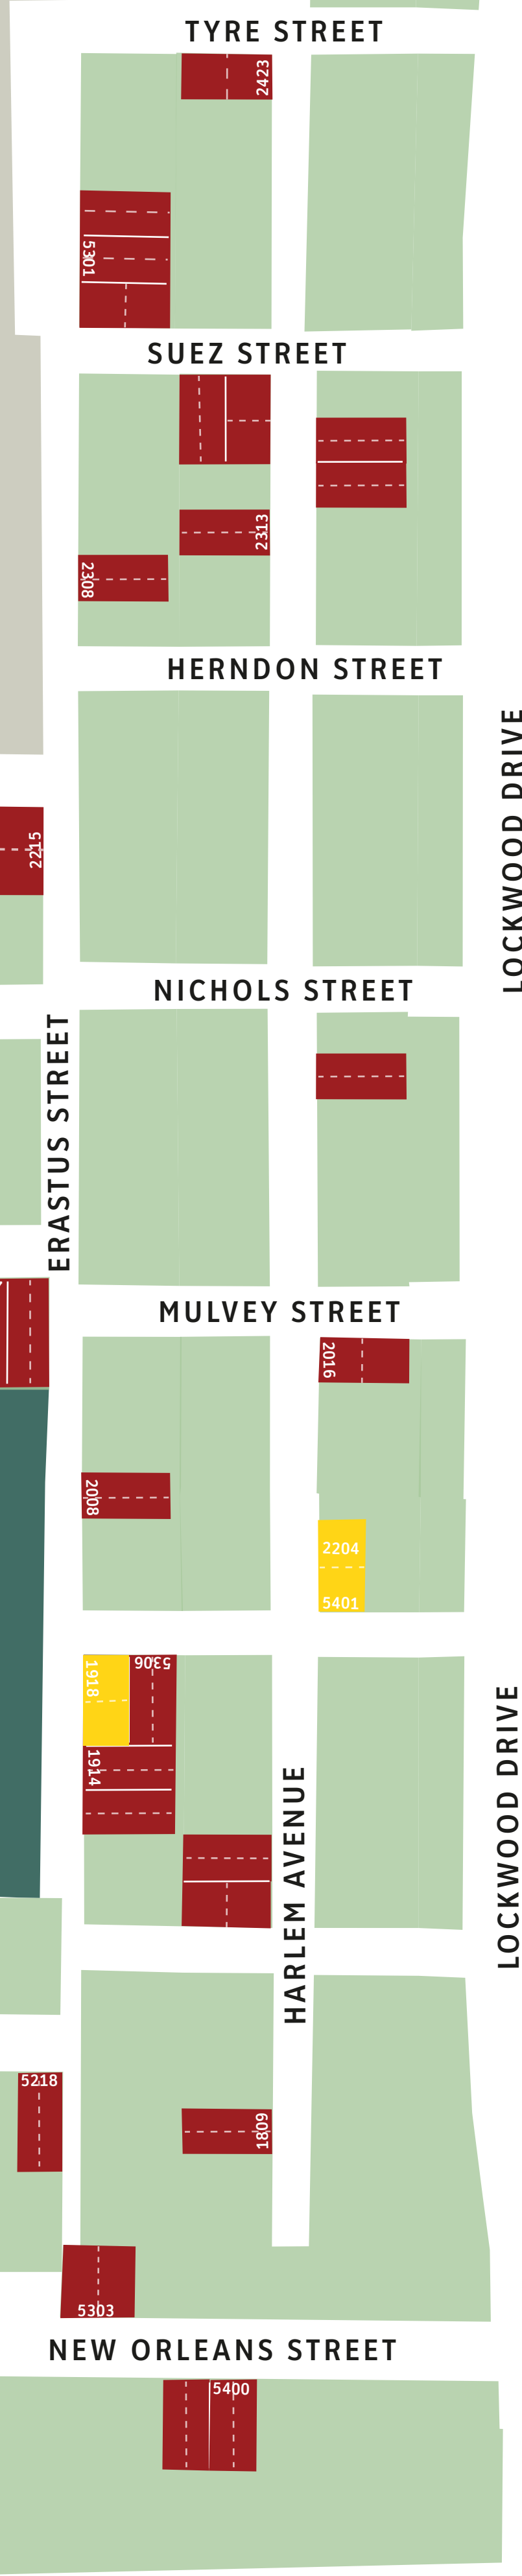 TYRE STREET
2423
5301
SUEZ STREET
2313
2308
HERNDON STREET
LOCKWOOD DRIVE
2215
NICHOLS STREET
ERASTUS STREET
MULVEY STREET
2016
2008
2204
5401
5306
1918
1914
LOCKWOOD DRIVE
HARLEM AVENUE
5218
1809
5303
NEW ORLEANS STREET
5400